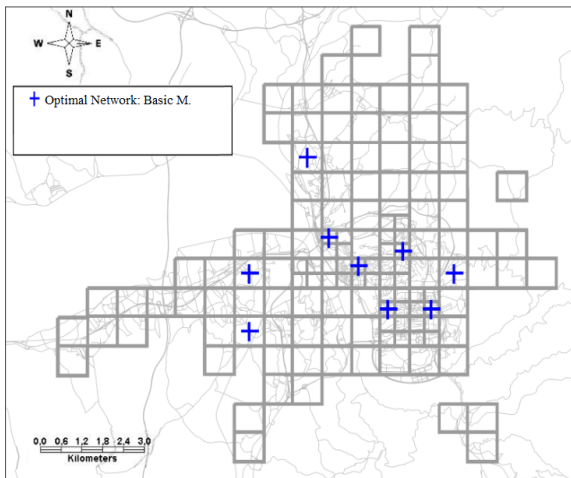 N
W E
S
Optimal Network: Basic M.
0,0 0,6 1,2 1,8 2,4 3,0
Kilometers